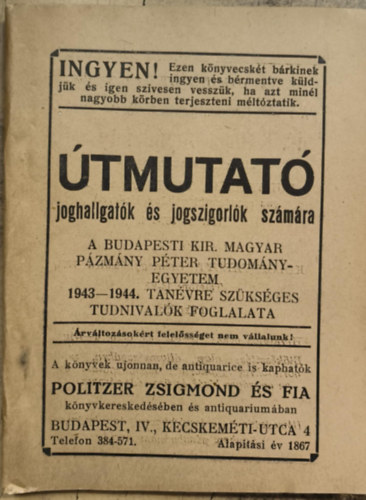 INGYEN! Ezen könyvecskét bárkinek
ingyen és bérmentve küld-
jük és igen szivesen vesszük, ha azt minél
nagyobb körben terjeszteni méltóztatik.
ÚTMUTATÓ
joghallgatók és jogszigorlók számára
A BUDAPESTI KIR. MAGYAR
PÁZMÁNY PÉTER TUDOMÁNY-
EGYETEM
1943—1944. TANÉVRE SZÜKSÉGES
TUDNIVALÓK FOGLALATA
Árváltozásokért felelősséget nem vállalunk!
A könyvek ujonnan, de antiquarice is kaphatók
POLITZER ZSIGMOND ÉS FIA
könyvkereskedésében és antiquariumában
BUDAPEST, IV., KECSKEMÉTI-UTCA 4
Telefon 384-571. Alapitási év 1867